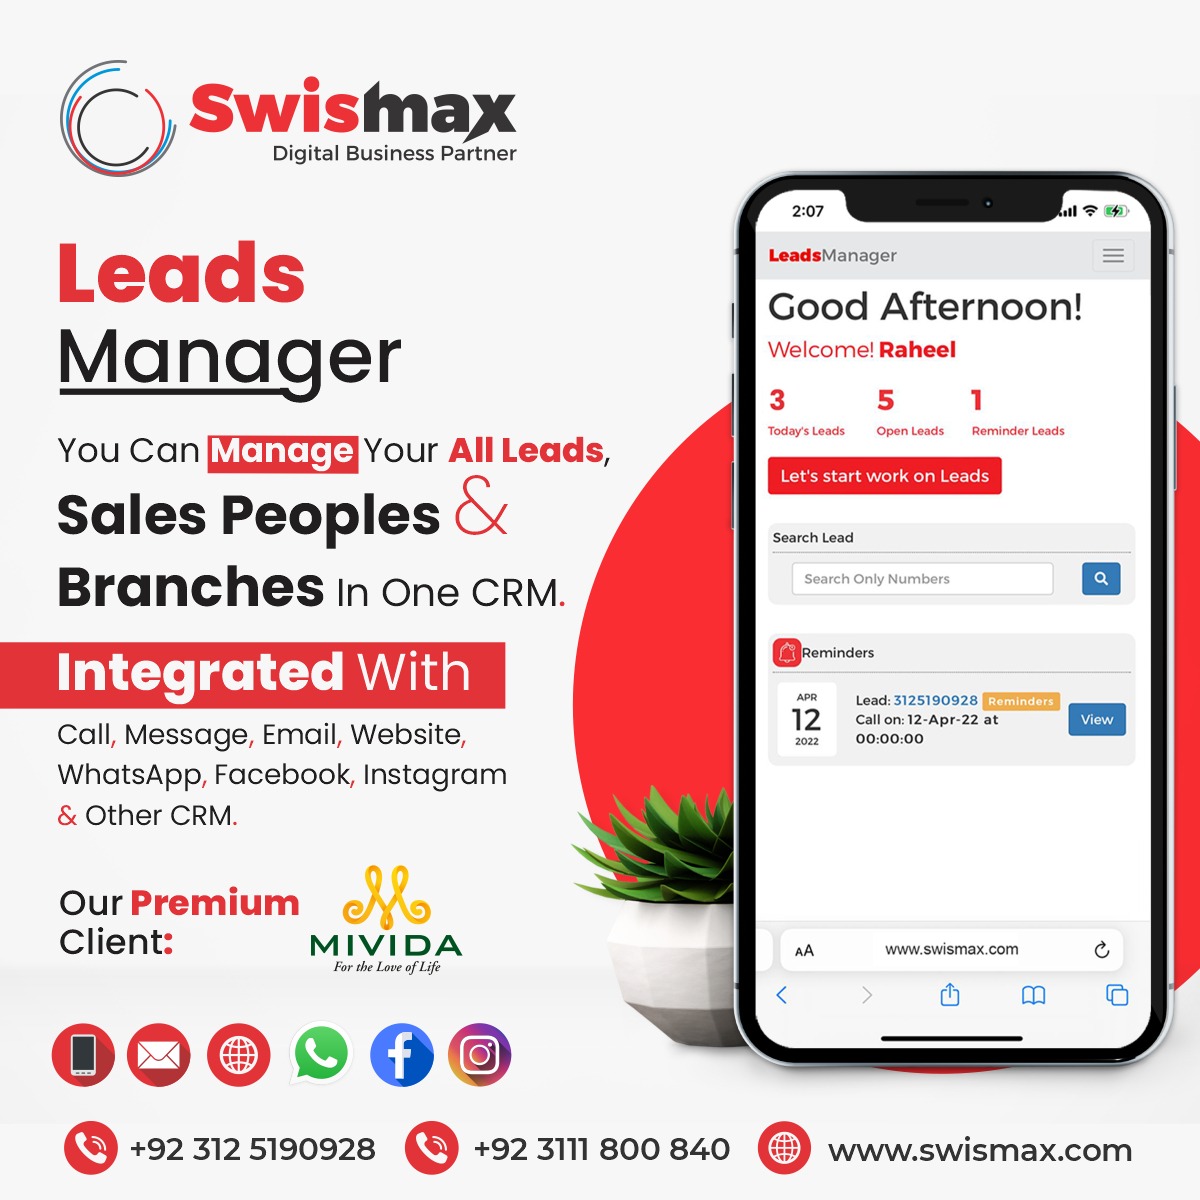 Swismax
Digital Business Partner
Leads
Manager
You Can Manage Your All Leads,
Sales Peoples &
Branches In One CRM.
Integrated With
Call, Message, Email, Website,
WhatsApp, Facebook, Instagram
& Other CRM.
Our Premium
Client:
MIVIDA
For the Love of Life
2:07
LeadsManager
Good Afternoon!
Welcome! Raheel
3 5 1
Today's Leads Open Leads Reminder Leads
Let's start work on Leads
Search Lead
Search Only Numbers
Reminders
APR
12
2022
Lead: 3125190928 Reminders
Call on: 12-Apr-22 at
00:00:00
View
AA www.swismax.com
+92 312 5190928 +92 3111 800 840 www.swismax.com